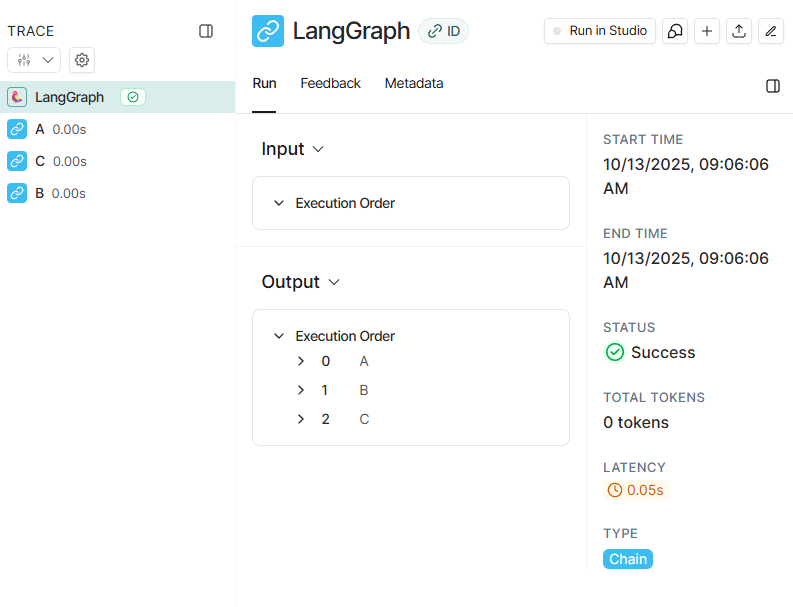 TRACE
LangGraph
A 0.00s
C 0.00s
B 0.00s
LangGraph
ID
Run in Studio
Run Feedback Metadata
Input
Execution Order
Output
Execution Order
0 A
1 B
2 C
START TIME
10/13/2025, 09:06:06
AM
END TIME
10/13/2025, 09:06:06
AM
STATUS
Success
TOTAL TOKENS
0 tokens
LATENCY
0.05s
TYPE
Chain